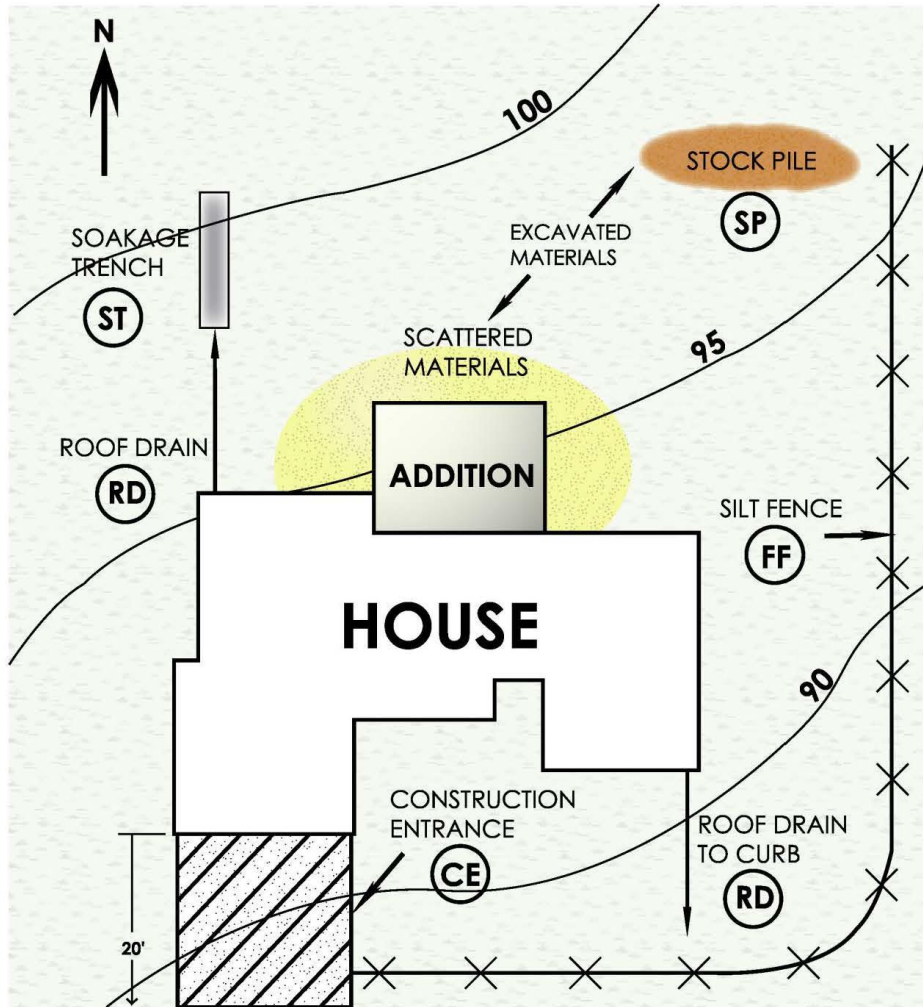 N
100
STOCK PILE
SP
SOAKAGE
TRENCH
ST
EXCAVATED
MATERIALS
SCATTERED
MATERIALS
95
ROOF DRAIN
RD
ADDITION
SILT FENCE
FF
HOUSE
90
CONSTRUCTION
ENTRANCE
CE
ROOF DRAIN
TO CURB
RD
20'